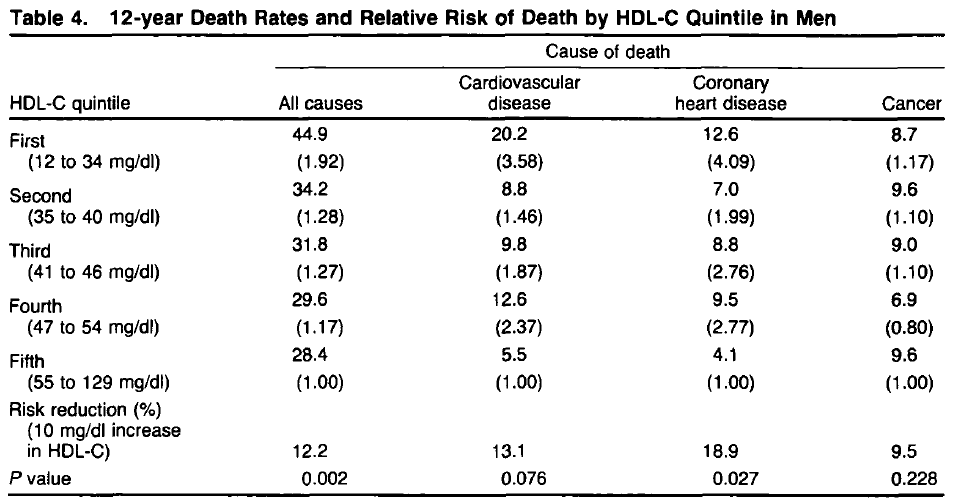 Table 4. 12-year Death Rates and Relative Risk of Death by HDL-C Quintile in Men
Cause of death
Cardiovascular Coronary
HDL-C quintile All causes disease heart disease Cancer
First 44.9 20.2 12.6 8.7
(12 to 34 mg/dl) (1.92) (3.58) (4.09) (1.17)
Second 34.2 8.8 7.0 9.6
(35 to 40 mg/dl) (1.28) (1.46) (1.99) (1.10)
Third 31.8 9.8 8.8 9.0
(41 to 46 mg/dl) (1.27) (1.87) (2.76) (1.10)
Fourth 29.6 12.6 9.5 6.9
(47 to 54 mg/dl) (1.17) (2.37) (2.77) (0.80)
Fifth 28.4 5.5 4.1 9.6
(55 to 129 mg/dl) (1.00) (1.00) (1.00) (1.00)
Risk reduction (%)
(10 mg/dl increase
in HDL-C) 12.2 13.1 18.9 9.5
P value 0.002 0.076 0.027 0.228